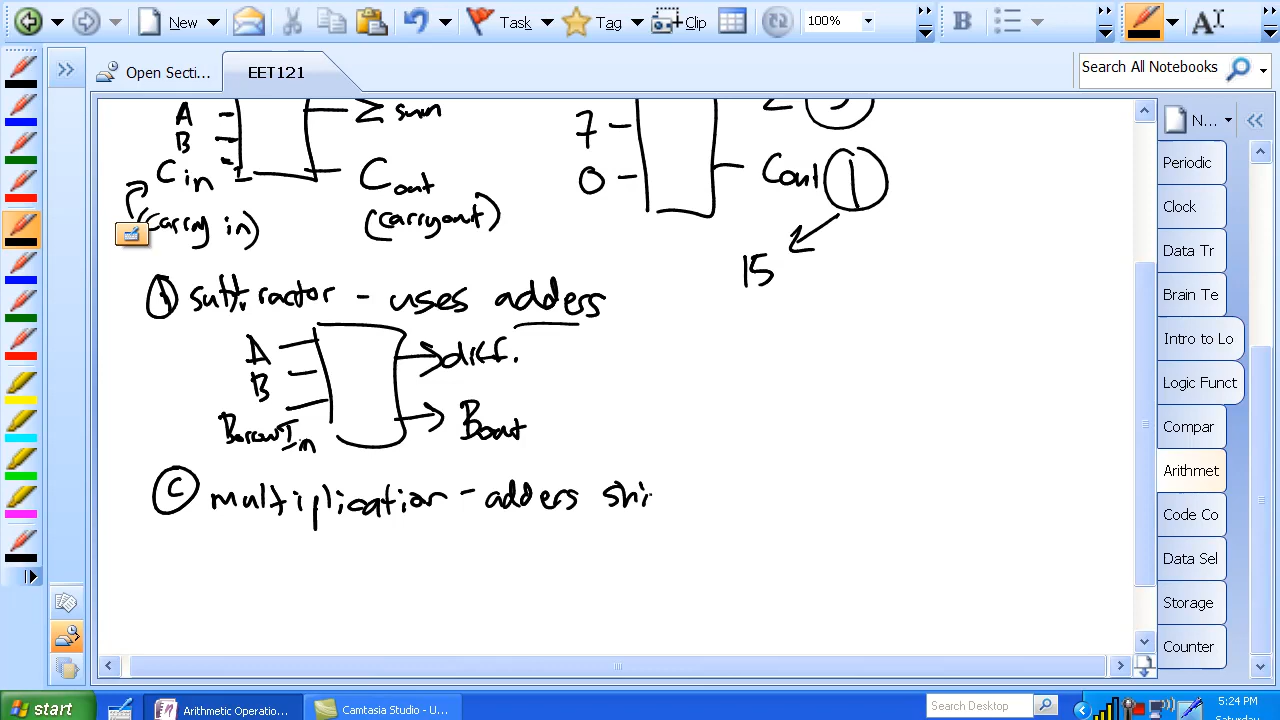 New Task Tag Clip 100% B A
Open Secti... EET121 Search All Notebooks
A
B
C in
(carry in)
Σ sum
C out
(carryout)
7
0
Cout 1
15
subtractor - uses adders
A
B
Borrow In
diff.
Bout
C multiplication - adders shi
N...
Periodic
Clock
Data Tr
Brain Te
Intro to Lo
Logic Funct
Compar
Arithmet
Code Co
Data Sel
Storage
Counter
start Arithmetic Operatio... Camtasia Studio - U... Search Desktop 5:24 PM
Saturday